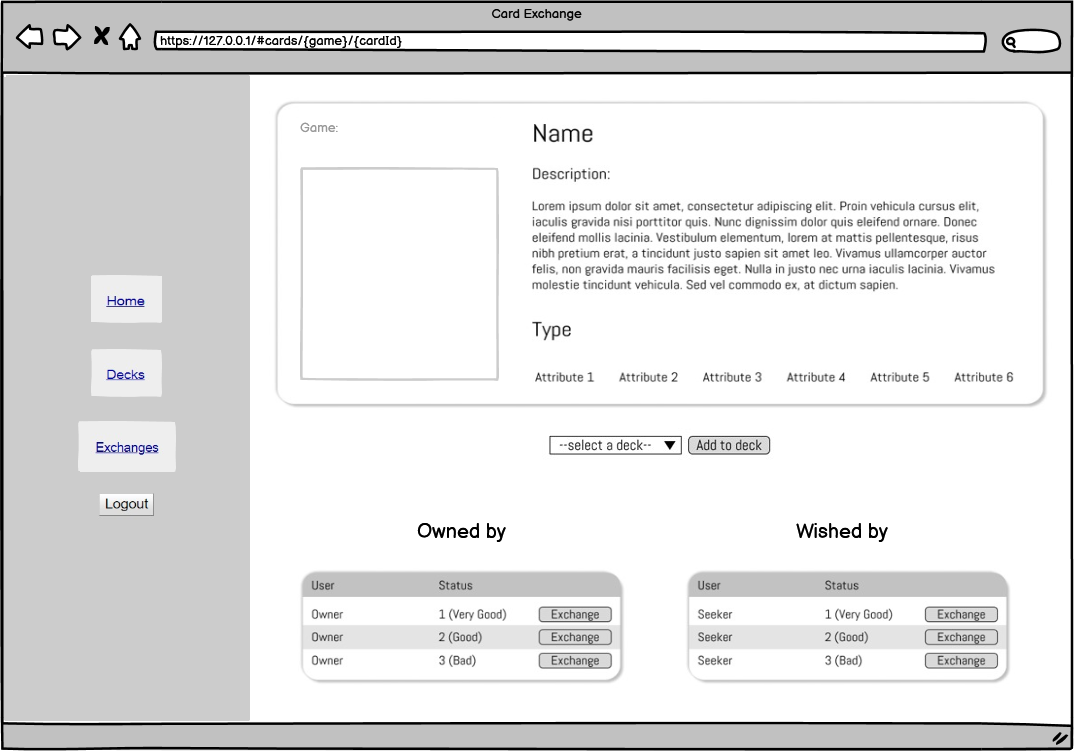 Card Exchange
https://127.0.0.1/#cards/{game}/{cardId}
Home
Decks
Exchanges
Logout
Game:
Name
Description:
Lorem ipsum dolor sit amet, consectetur adipiscing elit. Proin vehicula cursus elit,
iaculis gravida nisi porttitor quis. Nunc dignissim dolor quis eleifend ornare. Donec
eleifend mollis lacinia. Vestibulum elementum, lorem at mattis pellentesque, risus
nibh pretium erat, a tincidunt justo sapien sit amet leo. Vivamus ullamcorper auctor
felis, non gravida mauris facilisis eget. Nulla in justo nec urna iaculis lacinia. Vivamus
molestie tincidunt vehicula. Sed vel commodo ex, at dictum sapien.
Type
Attribute 1 Attribute 2 Attribute 3 Attribute 4 Attribute 5 Attribute 6
--select a deck-- Add to deck
Owned by
User Status
Owner 1 (Very Good) Exchange
Owner 2 (Good) Exchange
Owner 3 (Bad) Exchange
Wished by
User Status
Seeker 1 (Very Good) Exchange
Seeker 2 (Good) Exchange
Seeker 3 (Bad) Exchange